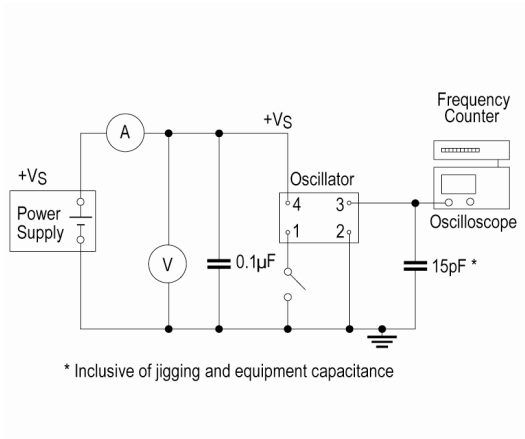 Frequency
Counter
+VS
A
+VS
Oscillator
Power
Supply
4
3
1
2
Oscilloscope
V
0.1µF
15pF *
* Inclusive of jigging and equipment capacitance